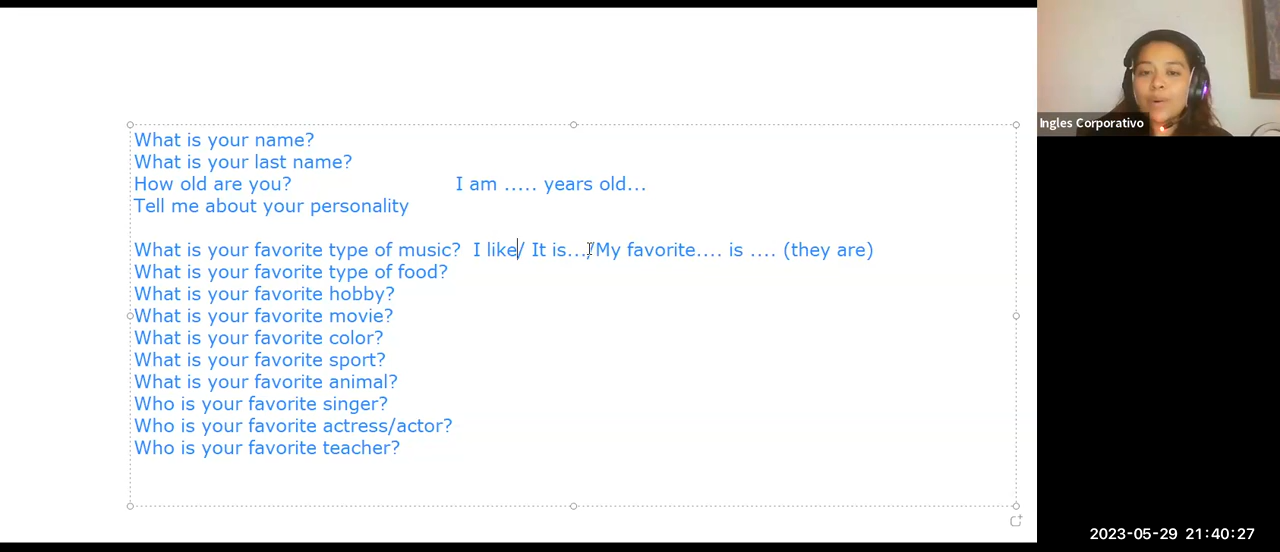 What is your name?
What is your last name?
How old are you? I am ..... years old...
Tell me about your personality
What is your favorite type of music? I like/ It is.../My favorite.... is .... (they are)
What is your favorite type of food?
What is your favorite hobby?
What is your favorite movie?
What is your favorite color?
What is your favorite sport?
What is your favorite animal?
Who is your favorite singer?
Who is your favorite actress/actor?
Who is your favorite teacher?
Ingles Corporativo
2023-05-29 21:40:27